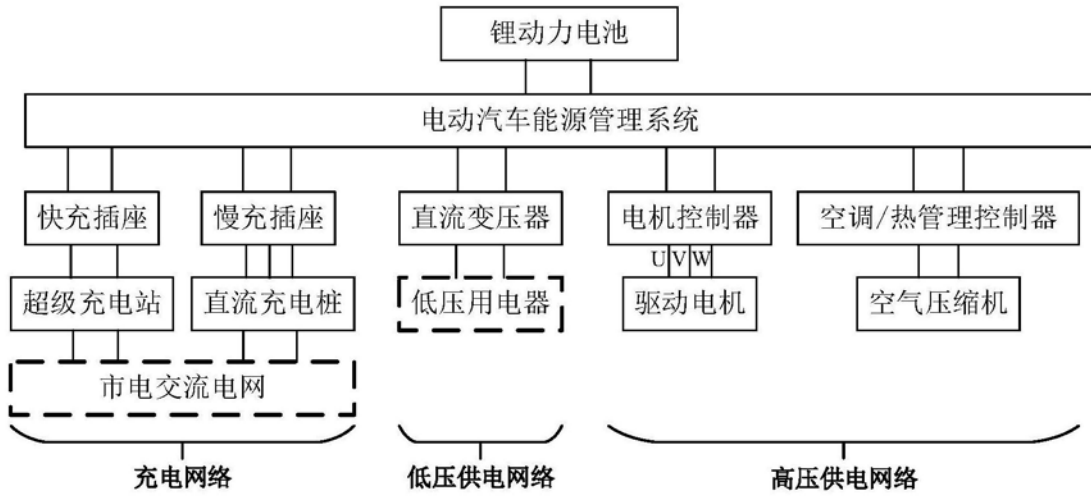 锂动力电池
电动汽车能源管理系统
快充插座 慢充插座 直流变压器 电机控制器 空调/热管理控制器
U V W
超级充电站 直流充电桩 低压用电器 驱动电机 空气压缩机
市电交流电网
充电网络 低压供电网络 高压供电网络